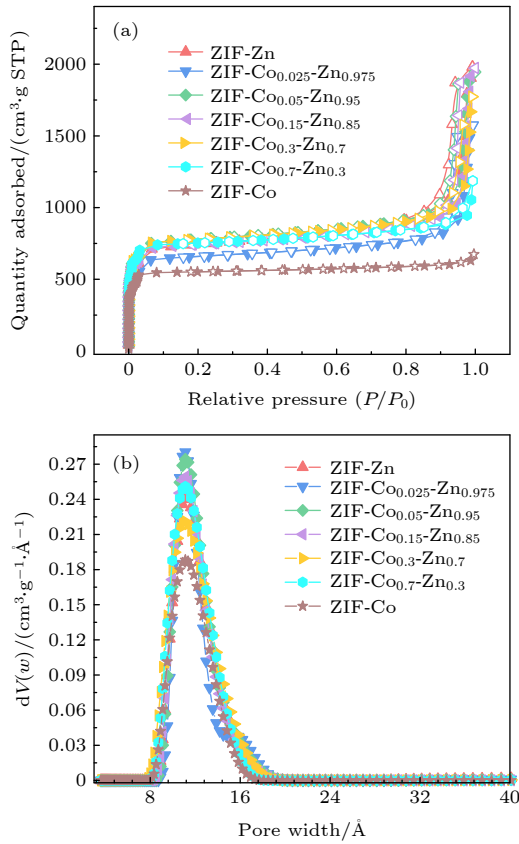 (a)
ZIF-Zn
ZIF-Co0.025-Zn0.975
ZIF-Co0.05-Zn0.95
ZIF-Co0.15-Zn0.85
ZIF-Co0.3-Zn0.7
ZIF-Co0.7-Zn0.3
ZIF-Co
Quantity adsorbed/(cm³·g STP)
2000
1500
1000
500
0
0 0.2 0.4 0.6 0.8 1.0
Relative pressure (P/P0)
(b)
ZIF-Zn
ZIF-Co0.025-Zn0.975
ZIF-Co0.05-Zn0.95
ZIF-Co0.15-Zn0.85
ZIF-Co0.3-Zn0.7
ZIF-Co0.7-Zn0.3
ZIF-Co
dV(w)/(cm³·g⁻¹·Å⁻¹)
0.27
0.24
0.21
0.18
0.15
0.12
0.09
0.06
0.03
0
8 16 24 32 40
Pore width/Å